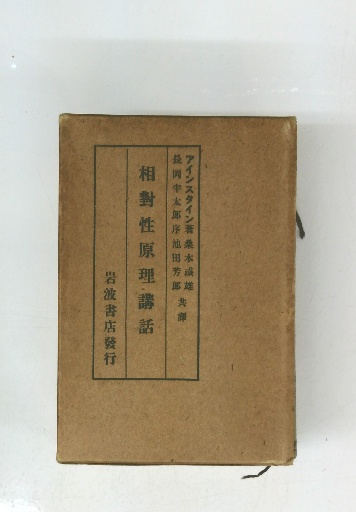 アインスタイン著 桑木彧雄
長岡半太郎序 池田芳郎 共譯
相對性原理講話
岩波書店發行